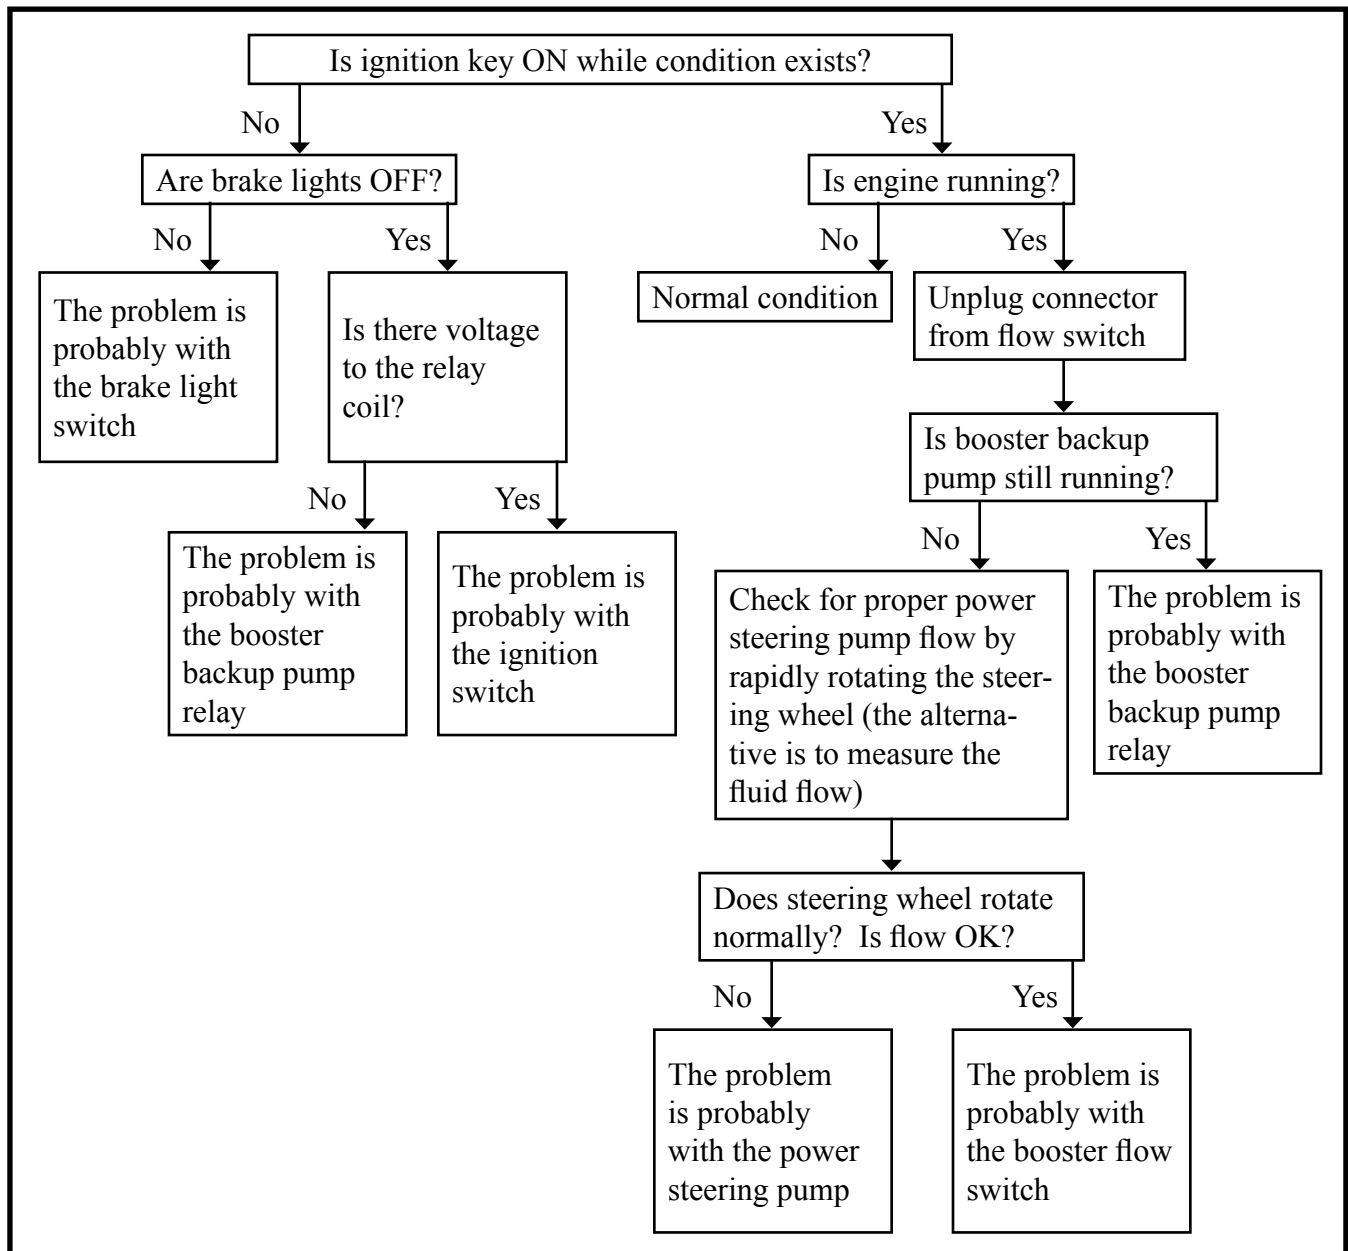 Is ignition key ON while condition exists?
No
Yes
Are brake lights OFF?
Is engine running?
No
Yes
No
Yes
The problem is
probably with
the brake light
switch
Is there voltage
to the relay
coil?
Normal condition
Unplug connector
from flow switch
Is booster backup
pump still running?
No
Yes
No
Yes
The problem is
probably with
the booster
backup pump
relay
The problem is
probably with
the ignition
switch
Check for proper power
steering pump flow by
rapidly rotating the steer-
ing wheel (the alterna-
tive is to measure the
fluid flow)
The problem is
probably with
the booster
backup pump
relay
Does steering wheel rotate
normally?  Is flow OK?
No
Yes
The problem
is probably
with the power
steering pump
The problem is
probably with
the booster flow
switch